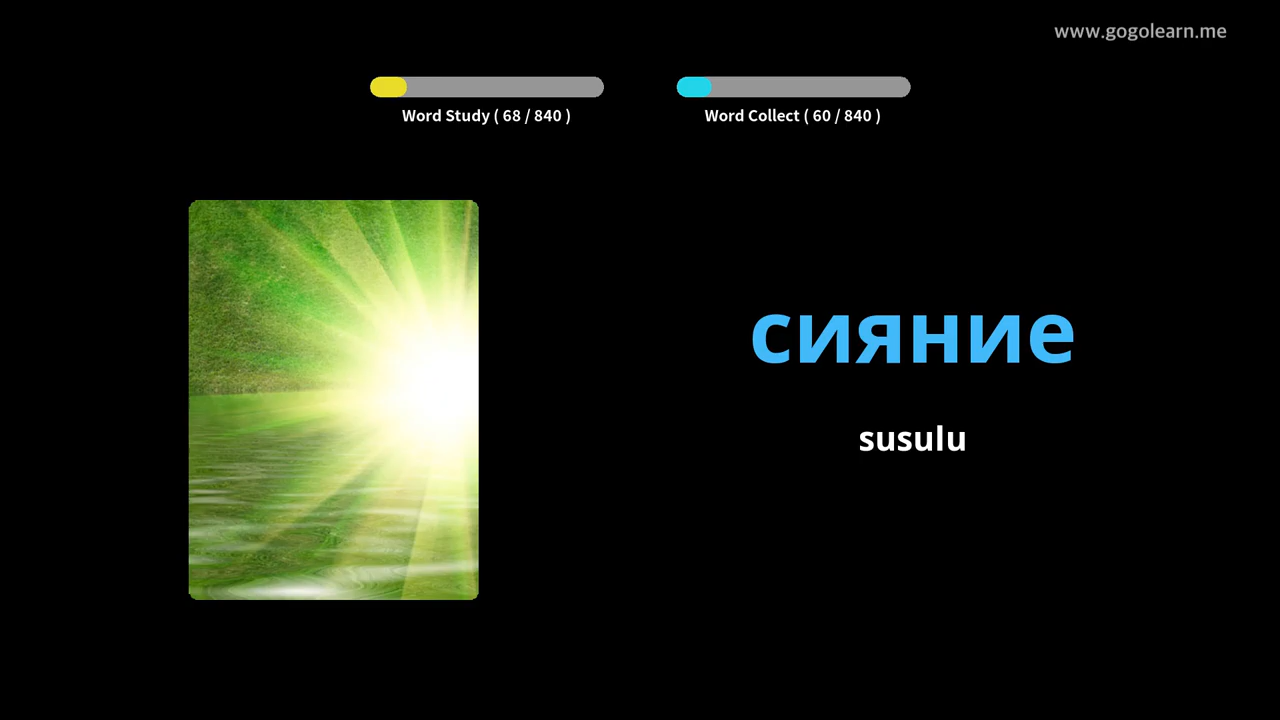 www.gogolearn.me
Word Study ( 68 / 840 )
Word Collect ( 60 / 840 )
сияние
susulu